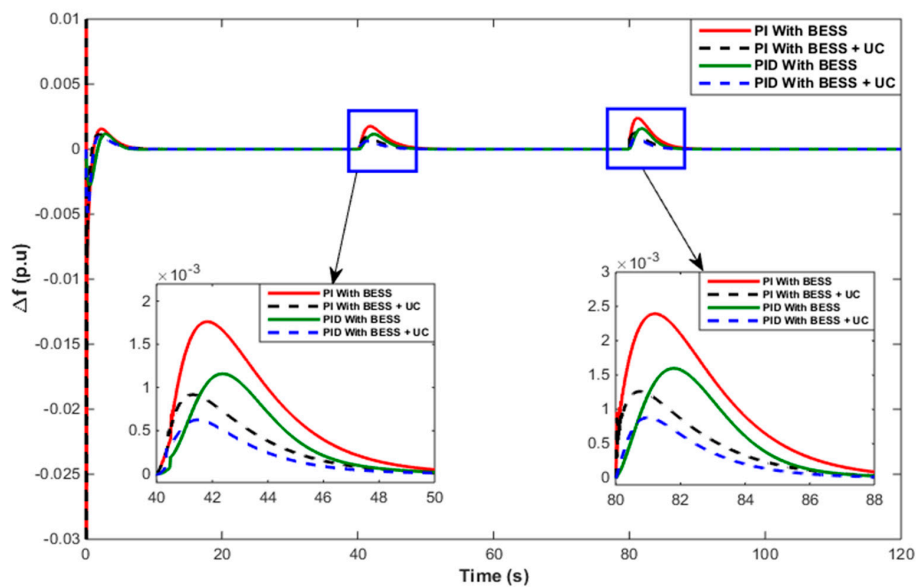 0.01
0.005
0
-0.005
-0.01
-0.015
-0.02
-0.025
-0.03
Δf (p.u)
PI With BESS
PI With BESS + UC
PID With BESS
PID With BESS + UC
×10⁻³
2
1.5
1
0.5
0
PI With BESS
PI With BESS + UC
PID With BESS
PID With BESS + UC
40 42 44 46 48 50
×10⁻³
3
2.5
2
1.5
1
0.5
0
PI With BESS
PI With BESS + UC
PID With BESS
PID With BESS + UC
80 82 84 86 88
0 20 40 60 80 100 120
Time (s)